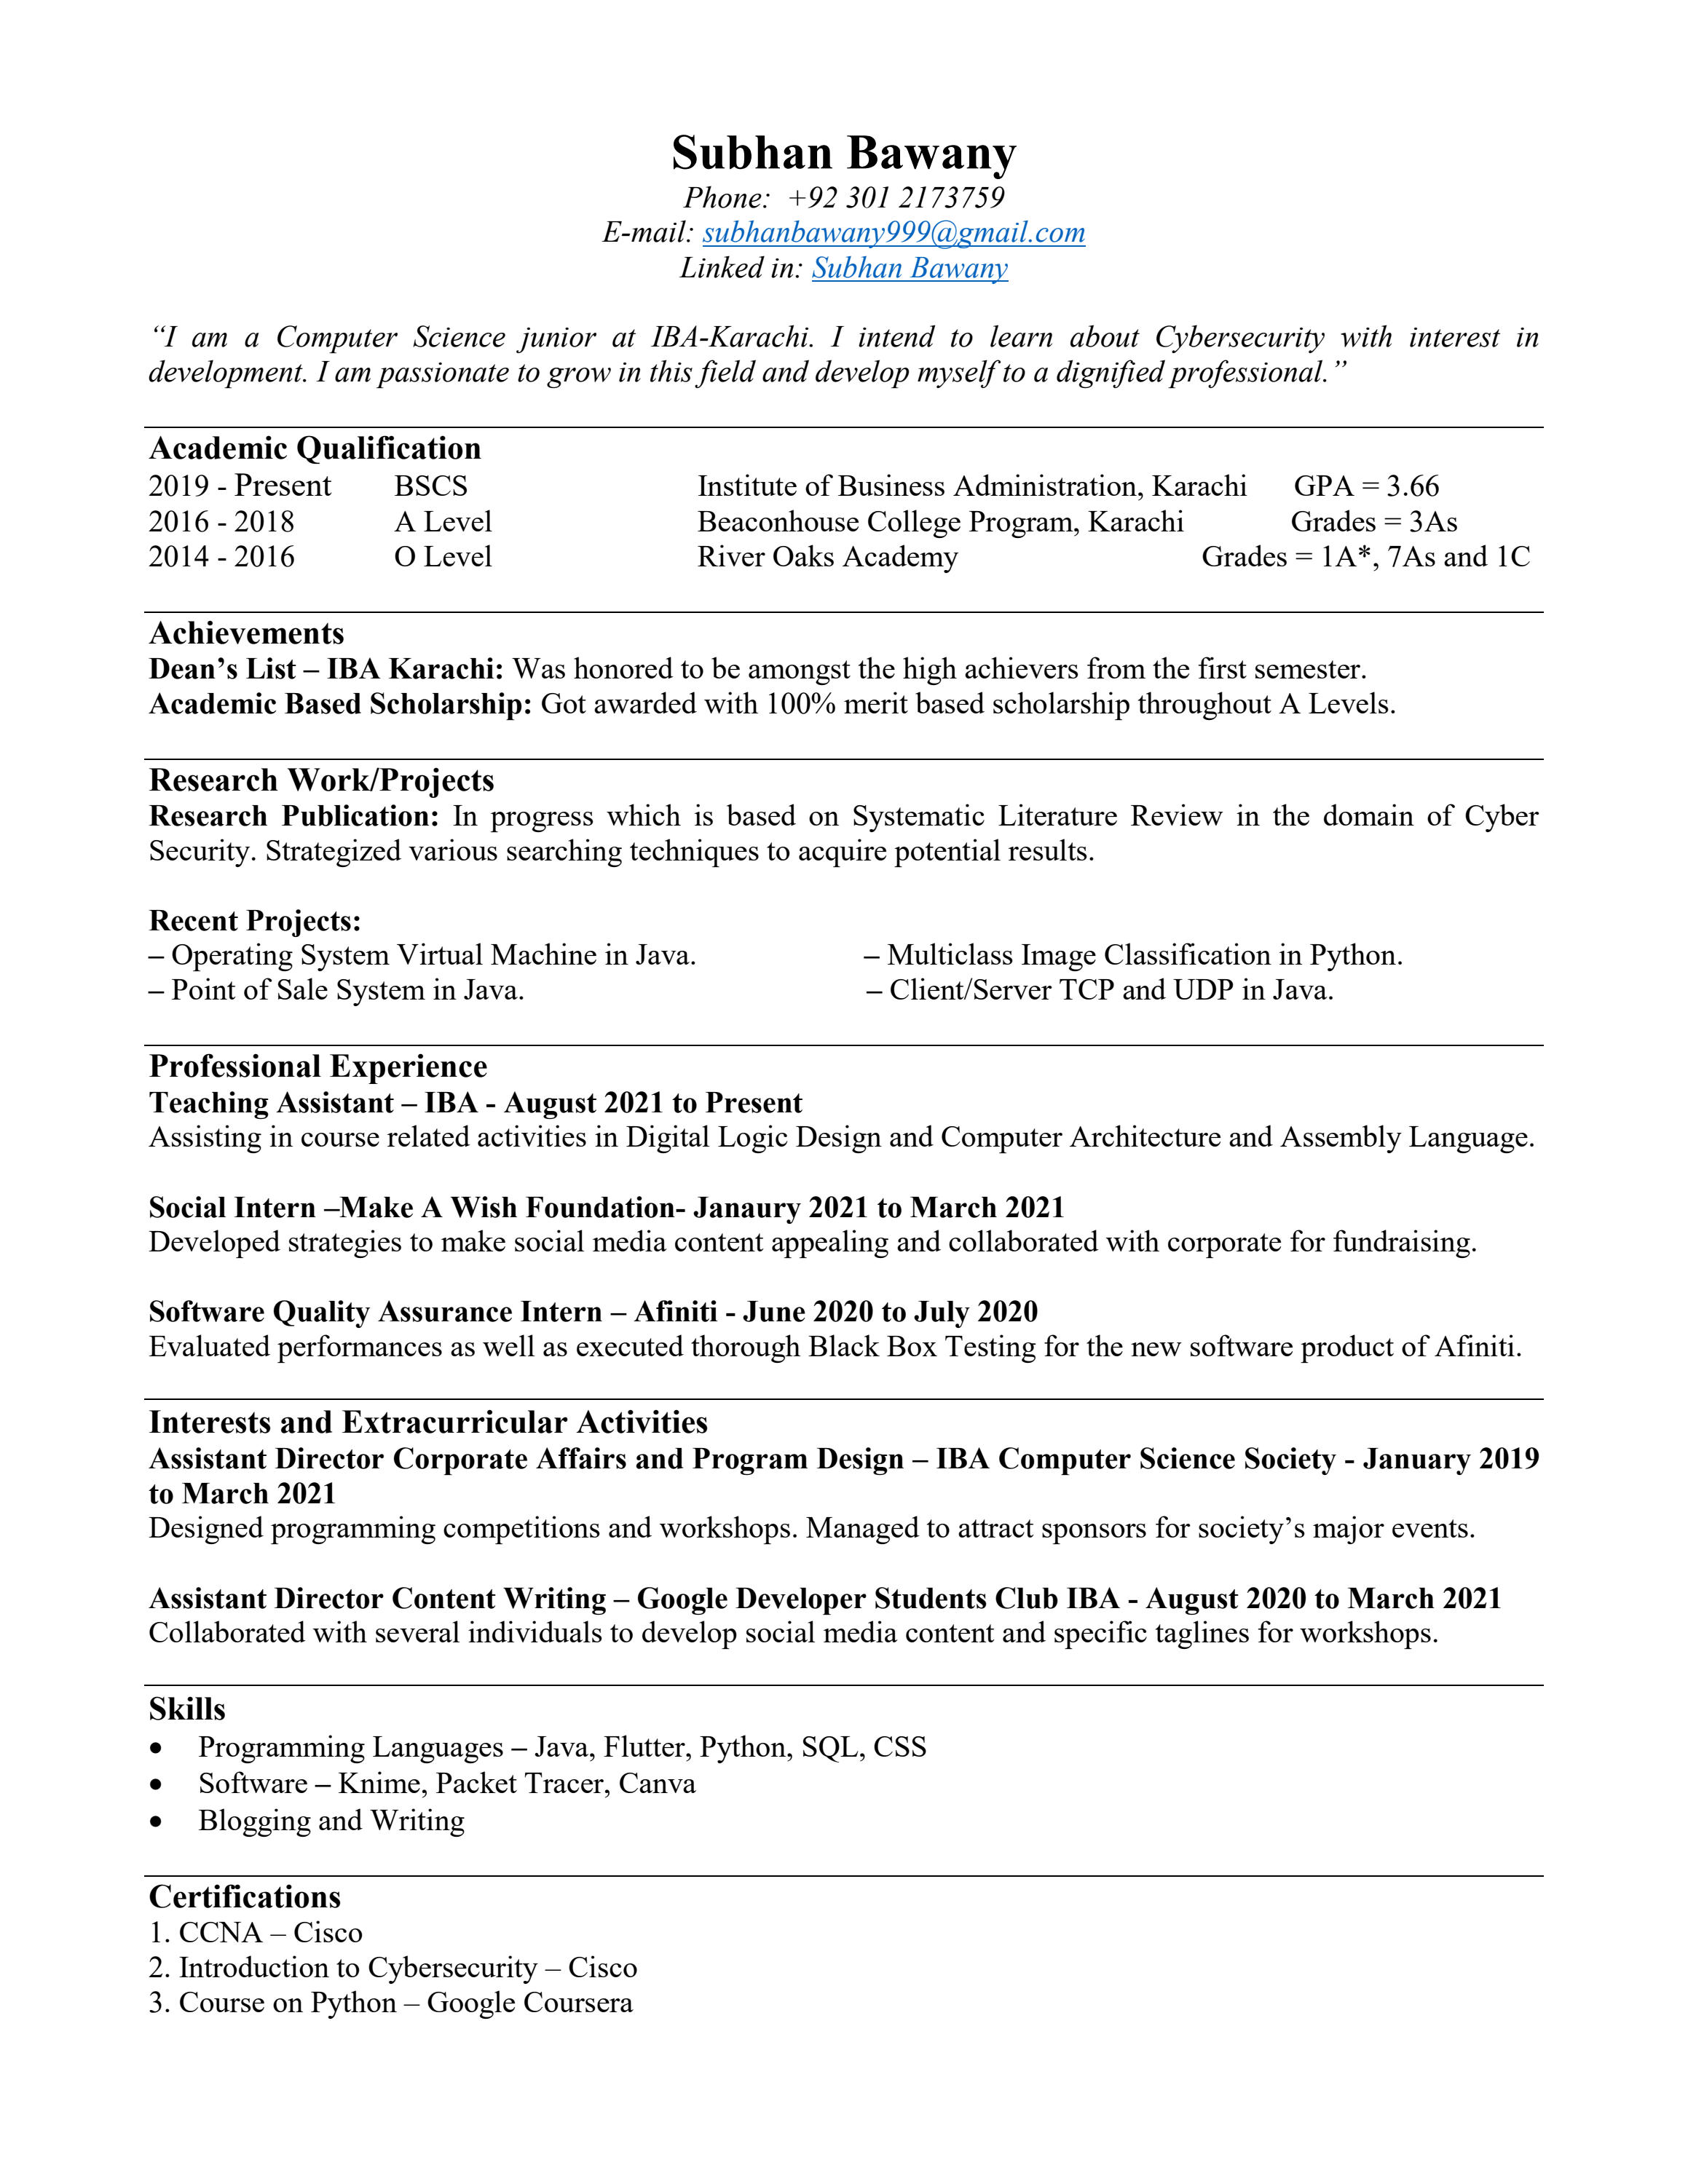 Subhan Bawany
Phone: +92 301 2173759
E-mail: subhanbawany999@gmail.com
Linked in: Subhan Bawany
“I am a Computer Science junior at IBA-Karachi. I intend to learn about Cybersecurity with interest in
development. I am passionate to grow in this field and develop myself to a dignified professional.”
Academic Qualification
2019 - Present BSCS Institute of Business Administration, Karachi GPA = 3.66
2016 - 2018 A Level Beaconhouse College Program, Karachi Grades = 3As
2014 - 2016 O Level River Oaks Academy Grades = 1A*, 7As and 1C
Achievements
Dean’s List – IBA Karachi: Was honored to be amongst the high achievers from the first semester.
Academic Based Scholarship: Got awarded with 100% merit based scholarship throughout A Levels.
Research Work/Projects
Research Publication: In progress which is based on Systematic Literature Review in the domain of Cyber
Security. Strategized various searching techniques to acquire potential results.
Recent Projects:
– Operating System Virtual Machine in Java. – Multiclass Image Classification in Python.
– Point of Sale System in Java. – Client/Server TCP and UDP in Java.
Professional Experience
Teaching Assistant – IBA - August 2021 to Present
Assisting in course related activities in Digital Logic Design and Computer Architecture and Assembly Language.
Social Intern –Make A Wish Foundation- Janaury 2021 to March 2021
Developed strategies to make social media content appealing and collaborated with corporate for fundraising.
Software Quality Assurance Intern – Afiniti - June 2020 to July 2020
Evaluated performances as well as executed thorough Black Box Testing for the new software product of Afiniti.
Interests and Extracurricular Activities
Assistant Director Corporate Affairs and Program Design – IBA Computer Science Society - January 2019
to March 2021
Designed programming competitions and workshops. Managed to attract sponsors for society’s major events.
Assistant Director Content Writing – Google Developer Students Club IBA - August 2020 to March 2021
Collaborated with several individuals to develop social media content and specific taglines for workshops.
Skills
• Programming Languages – Java, Flutter, Python, SQL, CSS
• Software – Knime, Packet Tracer, Canva
• Blogging and Writing
Certifications
1. CCNA – Cisco
2. Introduction to Cybersecurity – Cisco
3. Course on Python – Google Coursera